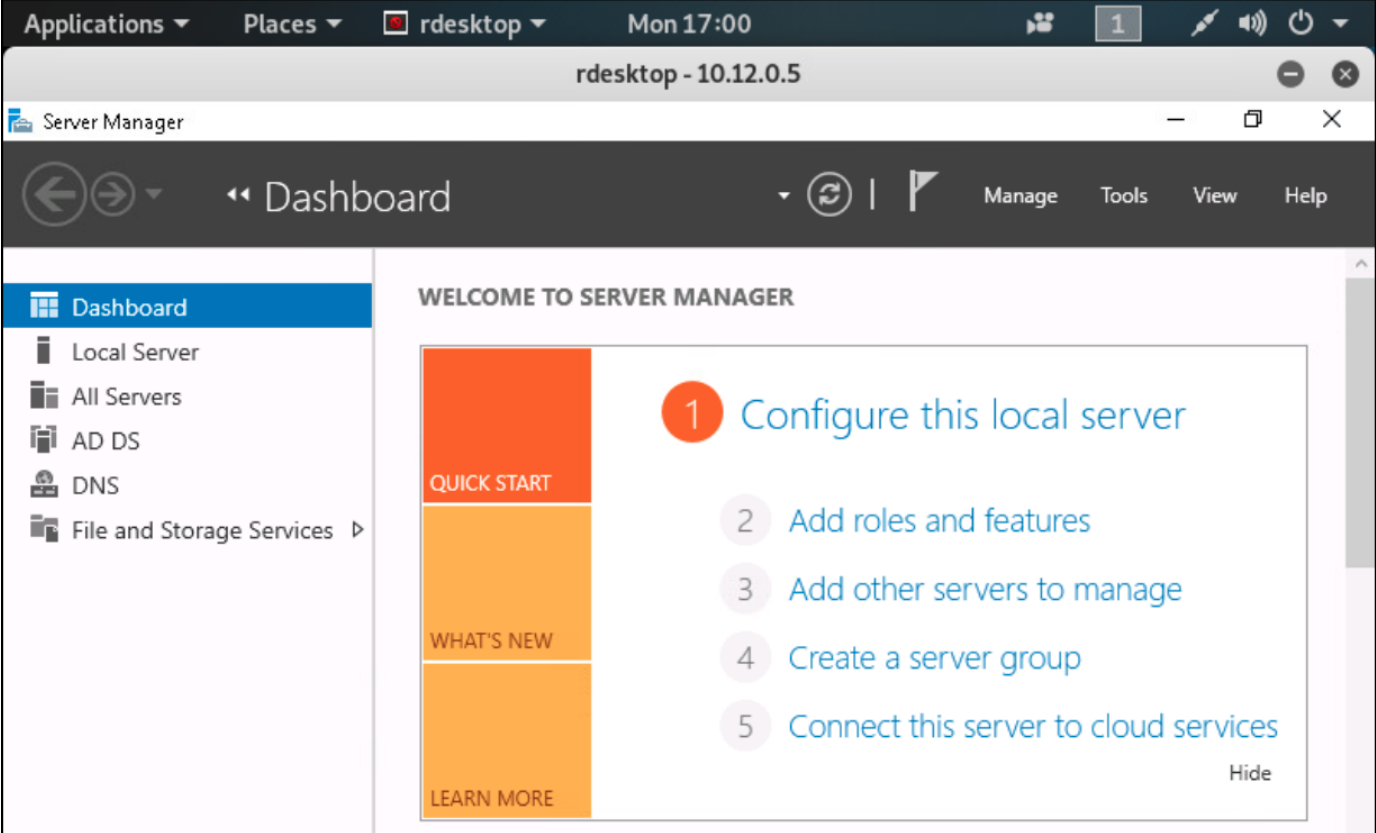 Applications Places rdesktop Mon 17:00 1
rdesktop - 10.12.0.5
Server Manager
Dashboard Manage Tools View Help
Dashboard
Local Server
All Servers
AD DS
DNS
File and Storage Services
WELCOME TO SERVER MANAGER
QUICK START
WHAT'S NEW
LEARN MORE
1 Configure this local server
2 Add roles and features
3 Add other servers to manage
4 Create a server group
5 Connect this server to cloud services
Hide